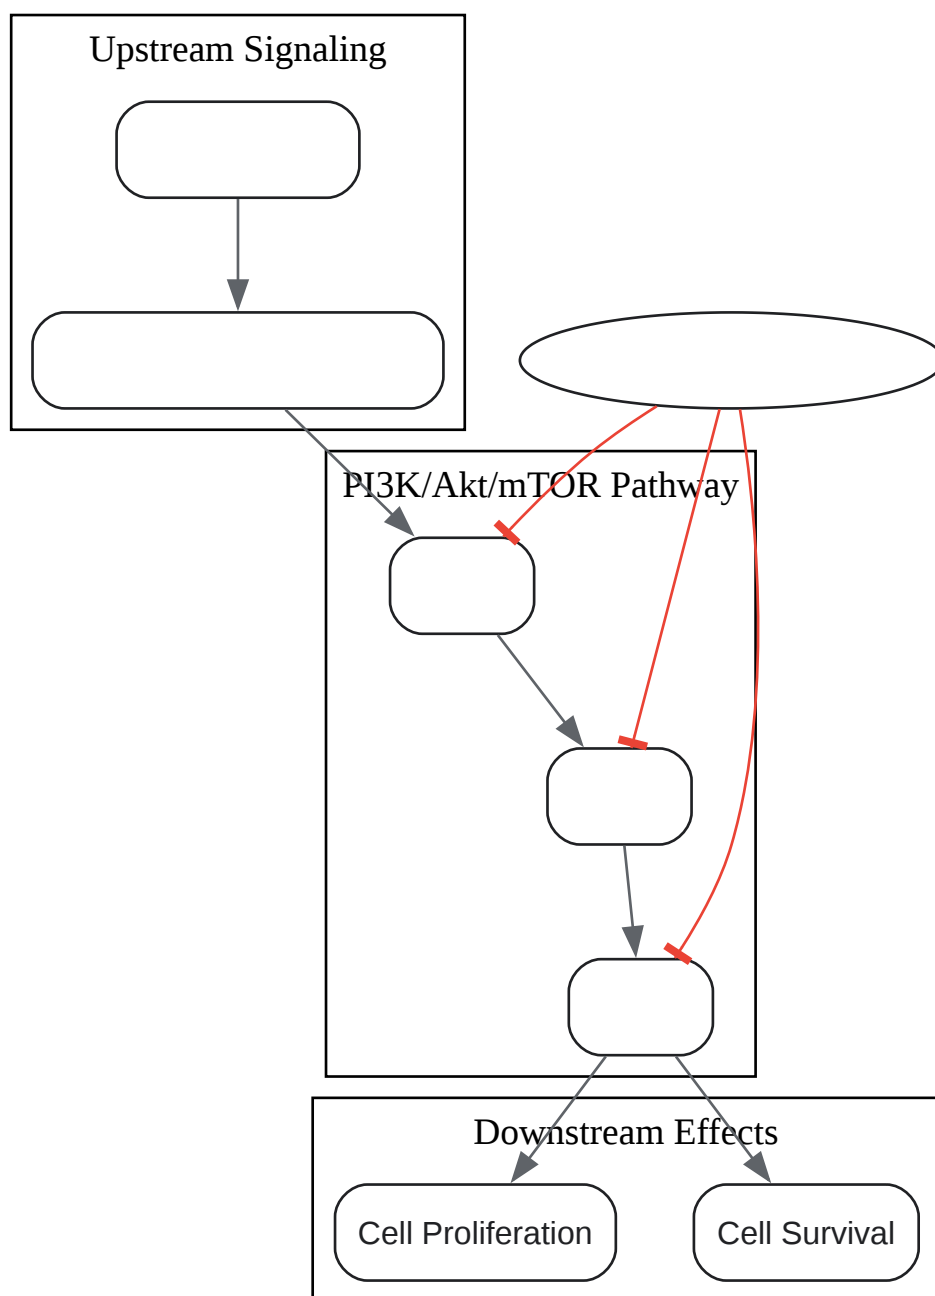 Upstream Signaling
PI3K/Akt/mTOR Pathway
Downstream Effects
Cell Proliferation
Cell Survival